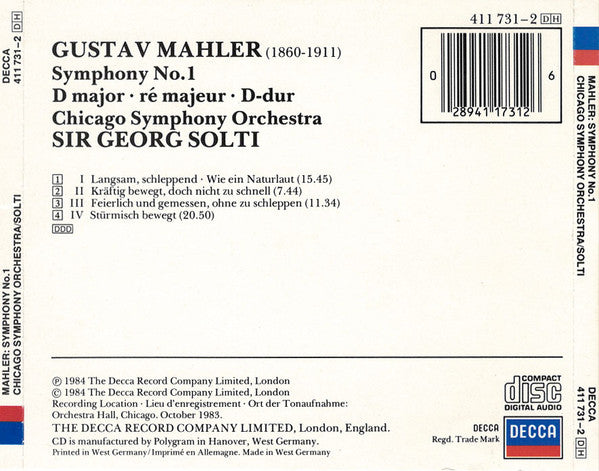 DECCA
411 731-2 DH
MAHLER: SYMPHONY No.1
CHICAGO SYMPHONY ORCHESTRA/SOLTI
411 731-2 DH
GUSTAV MAHLER (1860-1911)
Symphony No.1
D major · ré majeur · D-dur
Chicago Symphony Orchestra
SIR GEORG SOLTI
0 6
28941 17312
1 I Langsam, schleppend · Wie ein Naturlaut (15.45)
2 II Kräftig bewegt, doch nicht zu schnell (7.44)
3 III Feierlich und gemessen, ohne zu schleppen (11.34)
4 IV Stürmisch bewegt (20.50)
DDD
℗ 1984 The Decca Record Company Limited, London
© 1984 The Decca Record Company Limited, London
Recording Location · Lieu d'enregistrement · Ort der Tonaufnahme:
Orchestra Hall, Chicago. October 1983.
THE DECCA RECORD COMPANY LIMITED, London, England.
CD is manufactured by Polygram in Hanover, West Germany.
Printed in West Germany/Imprimé en Allemagne. Made in West Germany
COMPACT
disc
DIGITAL AUDIO
DECCA
Regd. Trade Mark
DECCA
MAHLER: SYMPHONY No.1
CHICAGO SYMPHONY ORCHESTRA/SOLTI
DECCA
411 731-2 DH